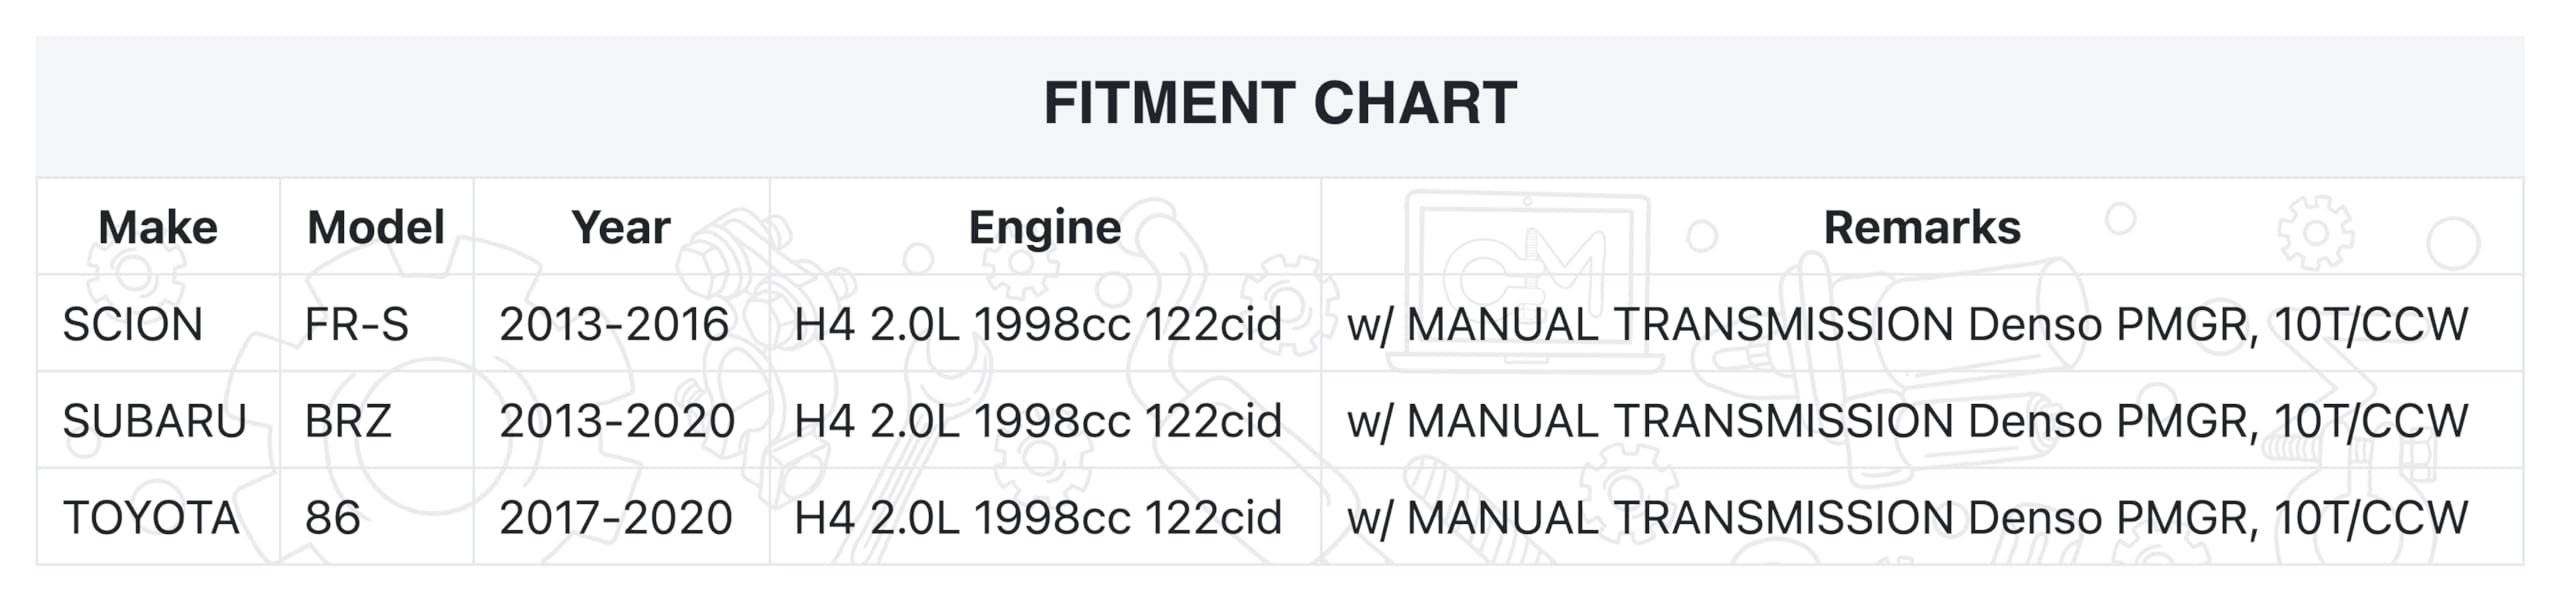 FITMENT CHART
Make Model Year Engine Remarks
SCION FR-S 2013-2016 H4 2.0L 1998cc 122cid w/ MANUAL TRANSMISSION Denso PMGR, 10T/CCW
SUBARU BRZ 2013-2020 H4 2.0L 1998cc 122cid w/ MANUAL TRANSMISSION Denso PMGR, 10T/CCW
TOYOTA 86 2017-2020 H4 2.0L 1998cc 122cid w/ MANUAL TRANSMISSION Denso PMGR, 10T/CCW